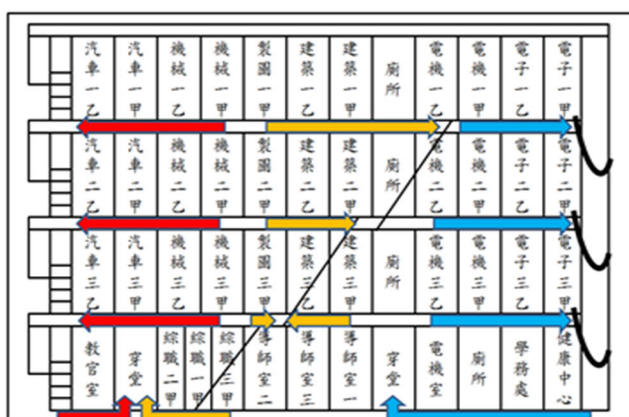 汽車一乙
汽車一甲
機械一乙
機械一甲
製圖一甲
建築一乙
建築一甲
廁所
電機一乙
電機一甲
電子一乙
電子一甲
汽車二乙
汽車二甲
機械二乙
機械二甲
製圖二甲
建築二乙
建築二甲
廁所
電機二乙
電機二甲
電子二乙
電子二甲
汽車三乙
汽車三甲
機械三乙
機械三甲
製圖三甲
建築三乙
建築三甲
廁所
電機三乙
電機三甲
電子三乙
電子三甲
教官室
穿堂
綜職二甲
綜職一甲
綜職三甲
導師室二
導師室三
導師室一
穿堂
電機室
廁所
學務處
健康中心